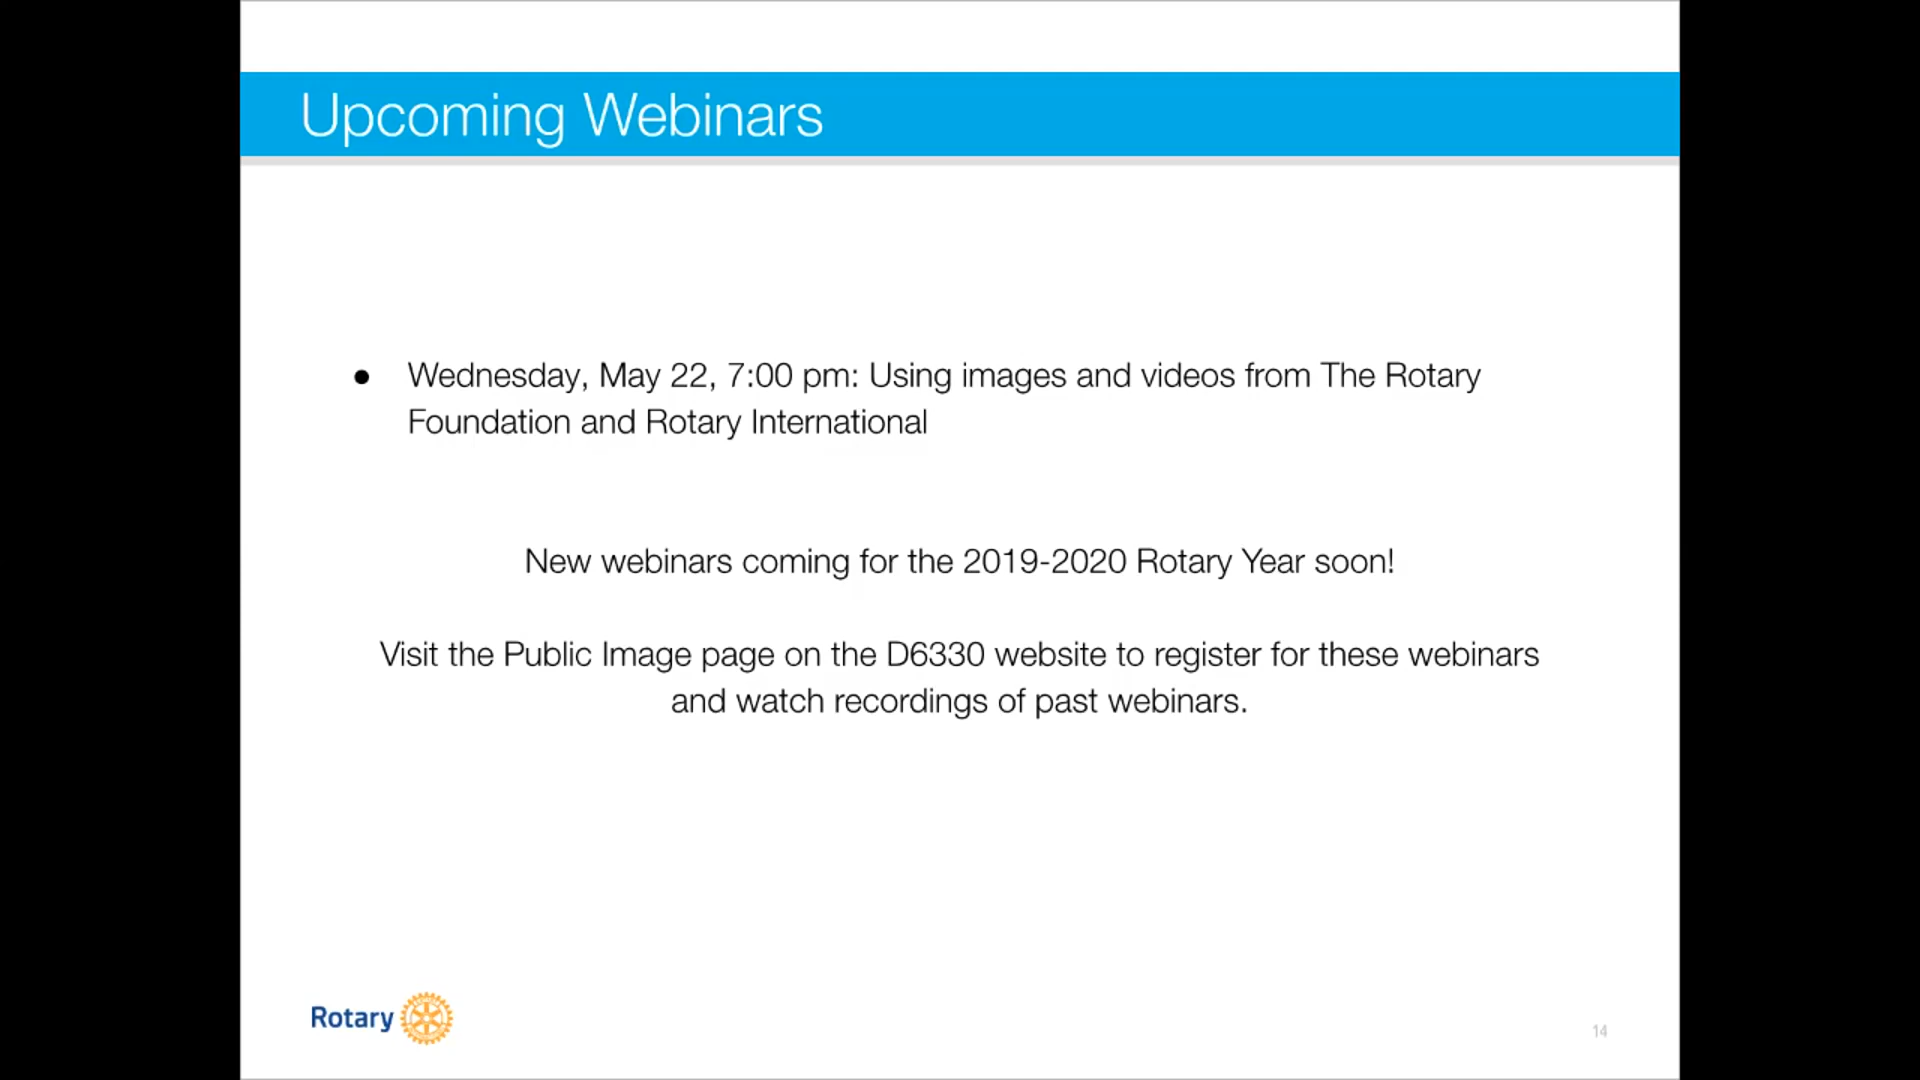 Upcoming Webinars
● Wednesday, May 22, 7:00 pm: Using images and videos from The Rotary
Foundation and Rotary International
New webinars coming for the 2019-2020 Rotary Year soon!
Visit the Public Image page on the D6330 website to register for these webinars
and watch recordings of past webinars.
Rotary
14